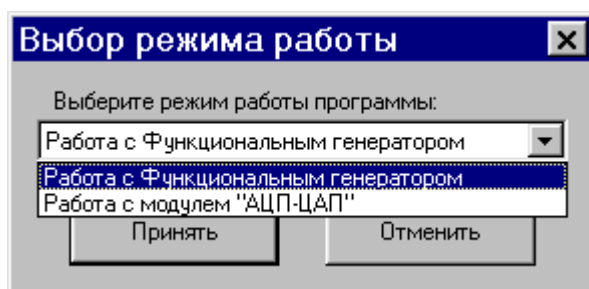 Выбор режима работы
Выберите режим работы программы:
Работа с Функциональным генератором
Работа с Функциональным генератором
Работа с модулем "АЦП-ЦАП"
Принять Отменить